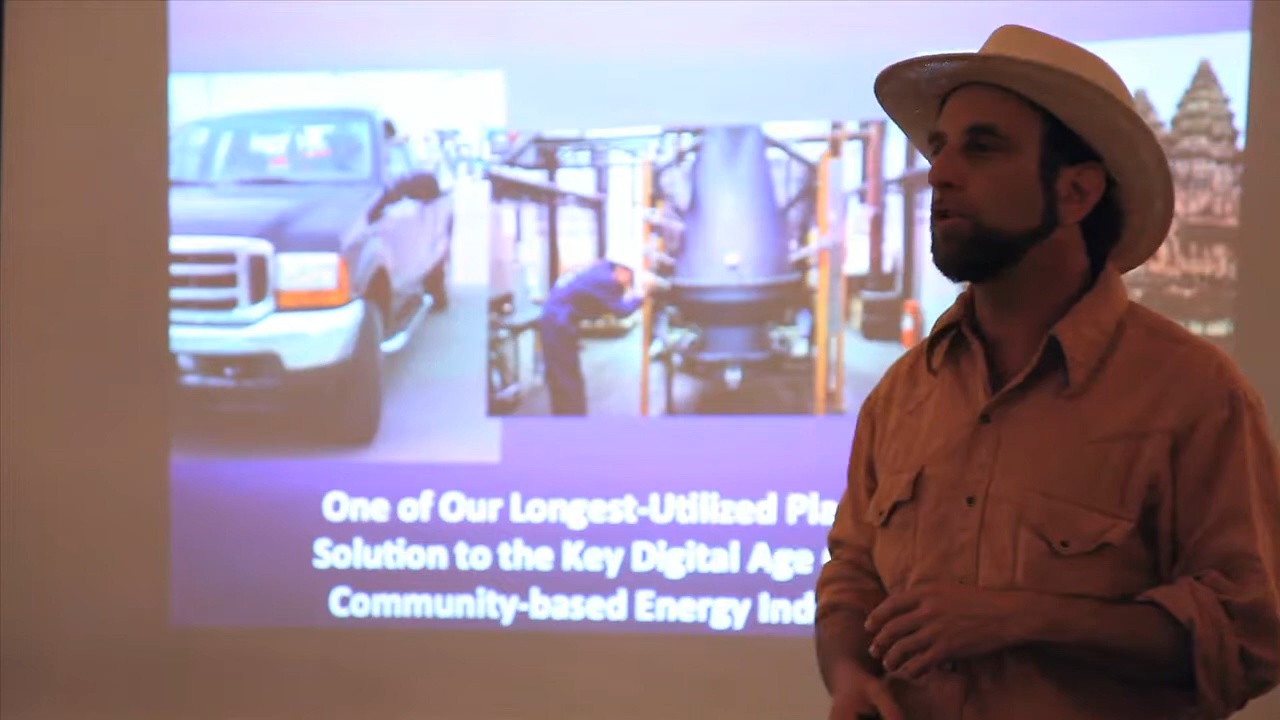 One of Our Longest-Utilized
Solution to the Key Digital Age
Community-based Energy